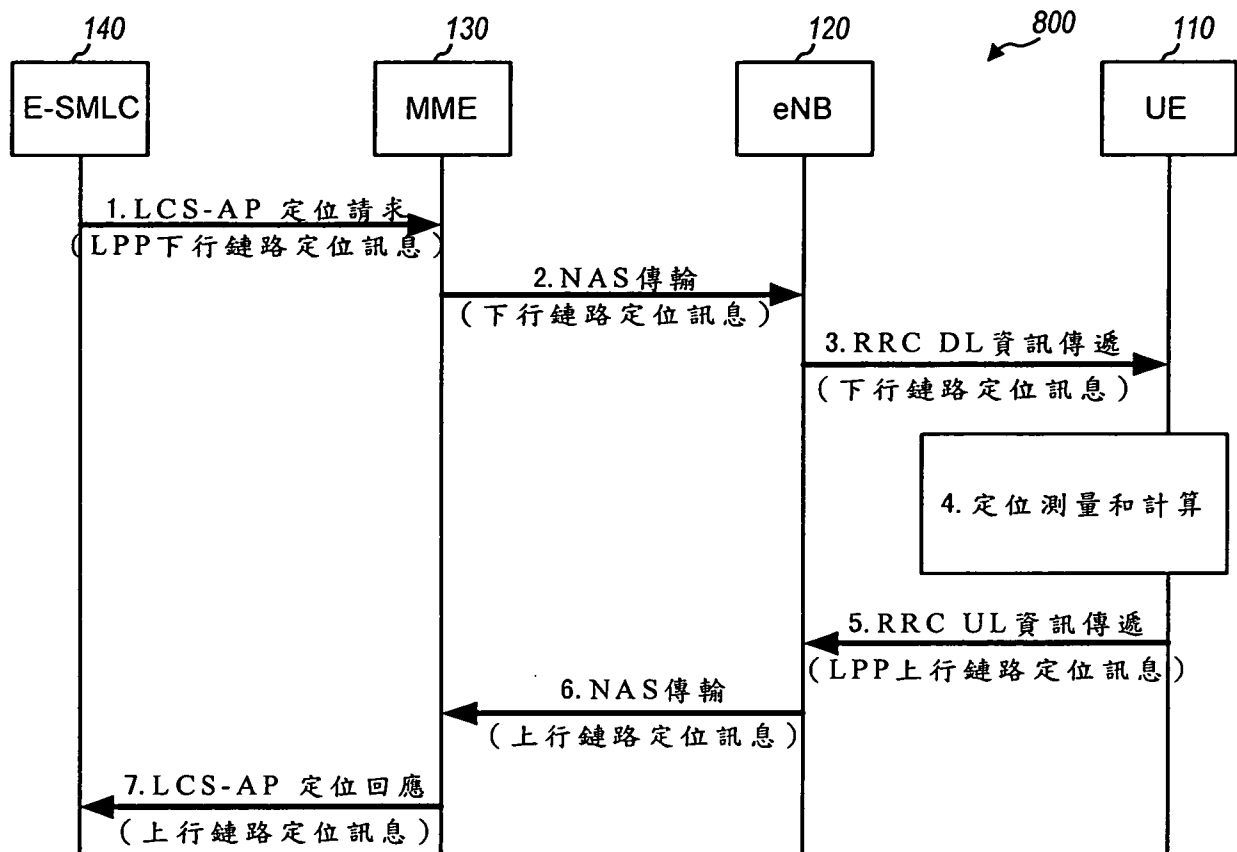 140
130
120
800
110
E-SMLC
MME
eNB
UE
1.LCS-AP 定位請求
(LPP下行鏈路定位訊息)
2.NAS傳輸
(下行鏈路定位訊息)
3.RRC DL資訊傳遞
(下行鏈路定位訊息)
4.定位測量和計算
5.RRC UL資訊傳遞
(LPP上行鏈路定位訊息)
6.NAS傳輸
(上行鏈路定位訊息)
7.LCS-AP 定位回應
(上行鏈路定位訊息)